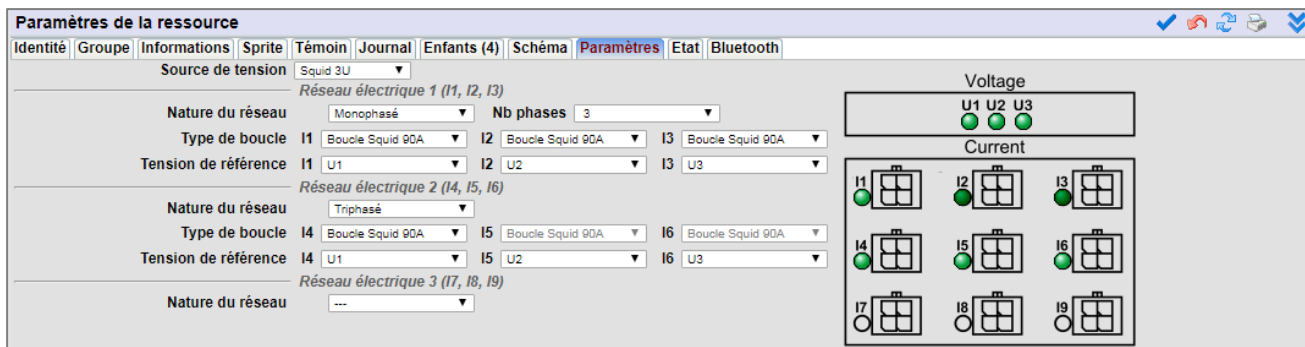 Paramètres de la ressource
Identité Groupe Informations Sprite Témoin Journal Enfants (4) Schéma Paramètres Etat Bluetooth
Source de tension Squid 3U
Réseau électrique 1 (I1, I2, I3)
Nature du réseau Monophasé Nb phases 3
Type de boucle I1 Boucle Squid 90A I2 Boucle Squid 90A I3 Boucle Squid 90A
Tension de référence I1 U1 I2 U2 I3 U3
Réseau électrique 2 (I4, I5, I6)
Nature du réseau Triphasé
Type de boucle I4 Boucle Squid 90A I5 Boucle Squid 90A I6 Boucle Squid 90A
Tension de référence I4 U1 I5 U2 I6 U3
Réseau électrique 3 (I7, I8, I9)
Nature du réseau ---
Voltage
U1 U2 U3
Current
I1 I2 I3
I4 I5 I6
I7 I8 I9